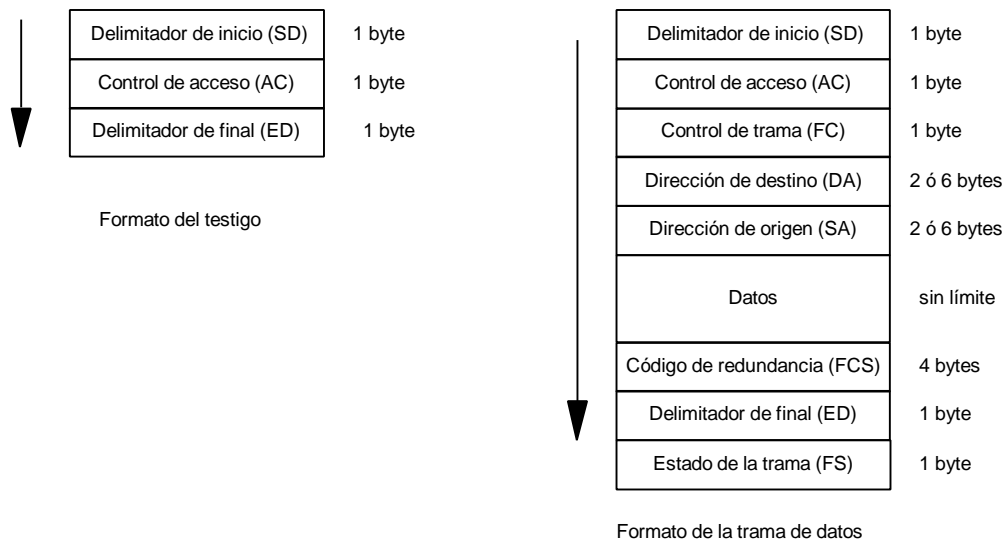 Delimitador de inicio (SD) 1 byte
Control de acceso (AC) 1 byte
Delimitador de final (ED) 1 byte
Formato del testigo
Delimitador de inicio (SD) 1 byte
Control de acceso (AC) 1 byte
Control de trama (FC) 1 byte
Dirección de destino (DA) 2 ó 6 bytes
Dirección de origen (SA) 2 ó 6 bytes
Datos sin límite
Código de redundancia (FCS) 4 bytes
Delimitador de final (ED) 1 byte
Estado de la trama (FS) 1 byte
Formato de la trama de datos